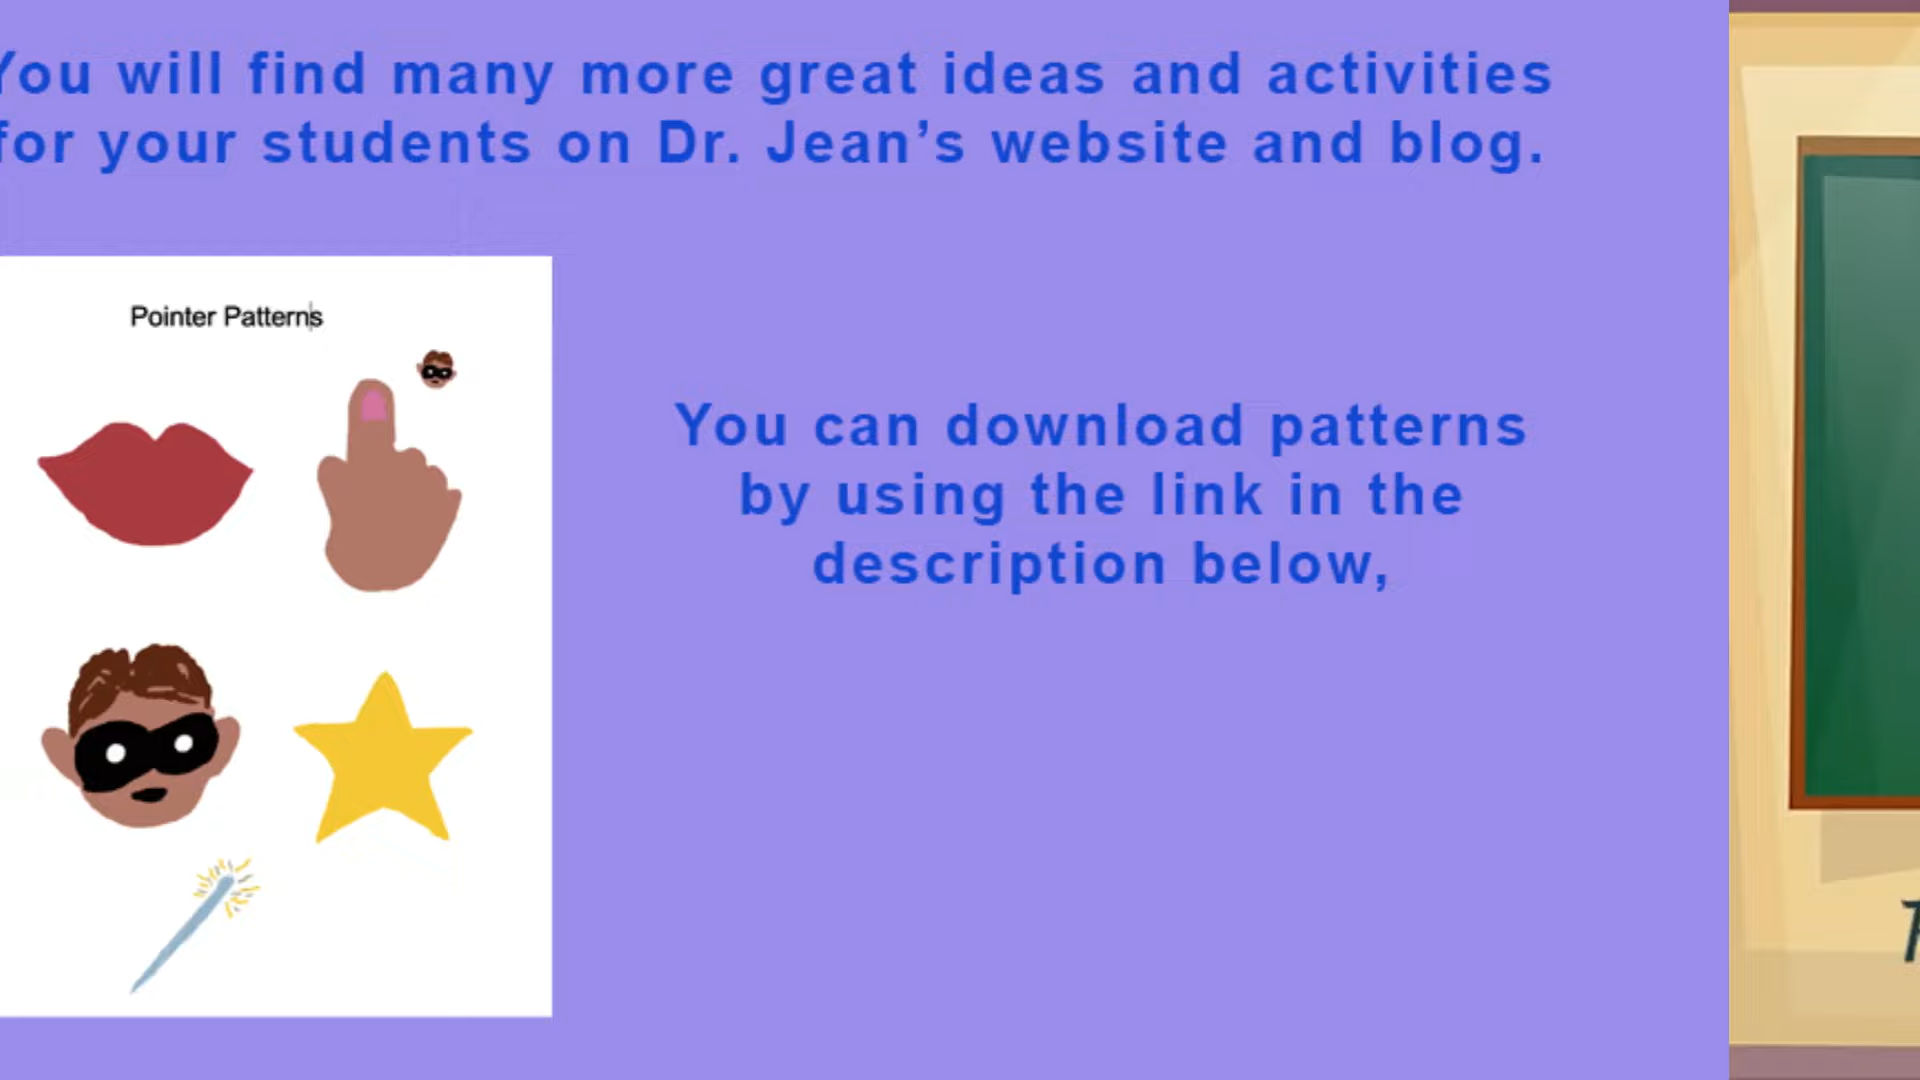 You will find many more great ideas and activities
for your students on Dr. Jean’s website and blog.
Pointer Patterns
You can download patterns
by using the link in the
description below,